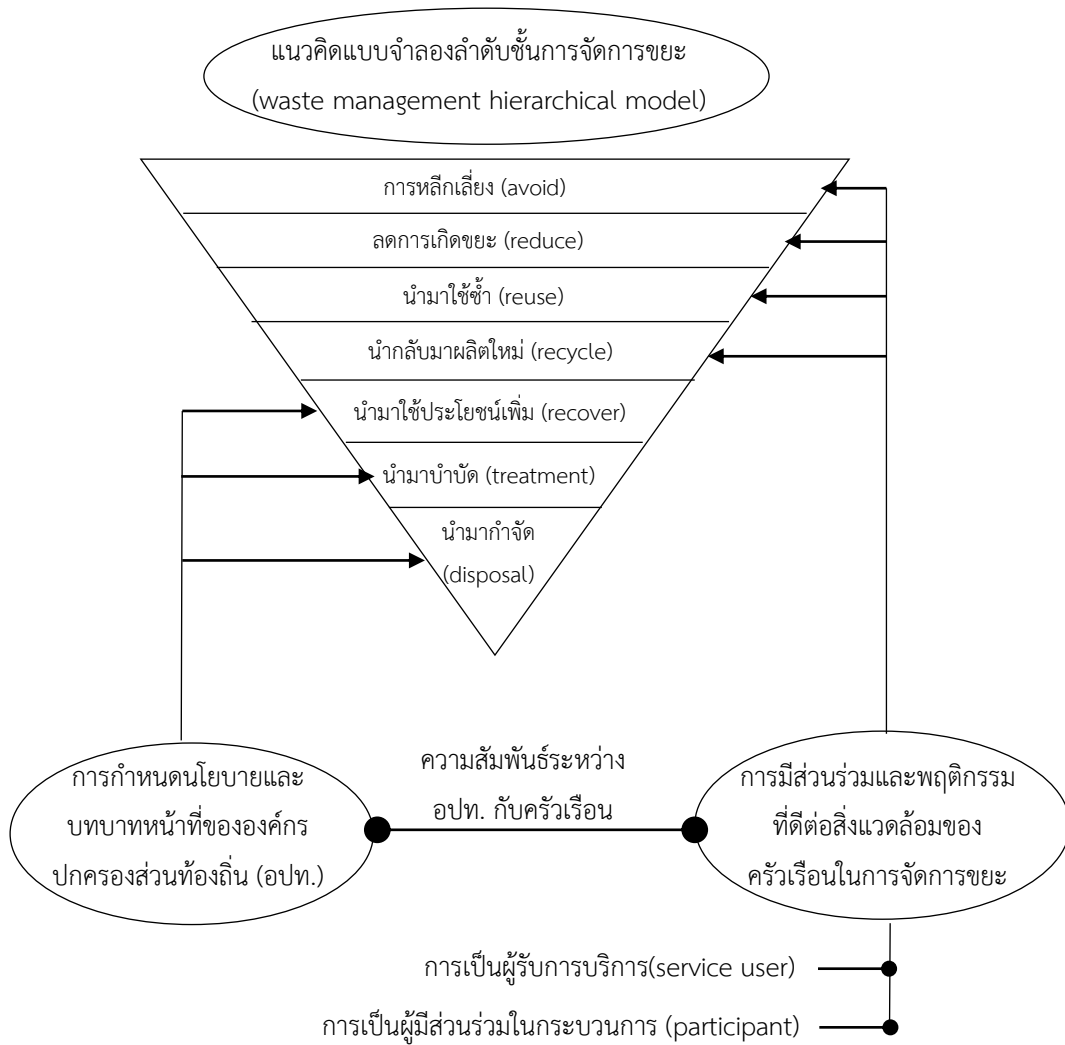 แนวคิดแบบจำลองลำดับชั้นการจัดการขยะ
(waste management hierarchical model)
การหลีกเลี่ยง (avoid)
ลดการเกิดขยะ (reduce)
นำมาใช้ซ้ำ (reuse)
นำกลับมาผลิตใหม่ (recycle)
นำมาใช้ประโยชน์เพิ่ม (recover)
นำมาบำบัด (treatment)
นำมากำจัด
(disposal)
การกำหนดนโยบายและ
บทบาทหน้าที่ขององค์กร
ปกครองส่วนท้องถิ่น (อปท.)
ความสัมพันธ์ระหว่าง
อปท. กับครัวเรือน
การมีส่วนร่วมและพฤติกรรม
ที่ดีต่อสิ่งแวดล้อมของ
ครัวเรือนในการจัดการขยะ
การเป็นผู้รับการบริการ(service user)
การเป็นผู้มีส่วนร่วมในกระบวนการ (participant)